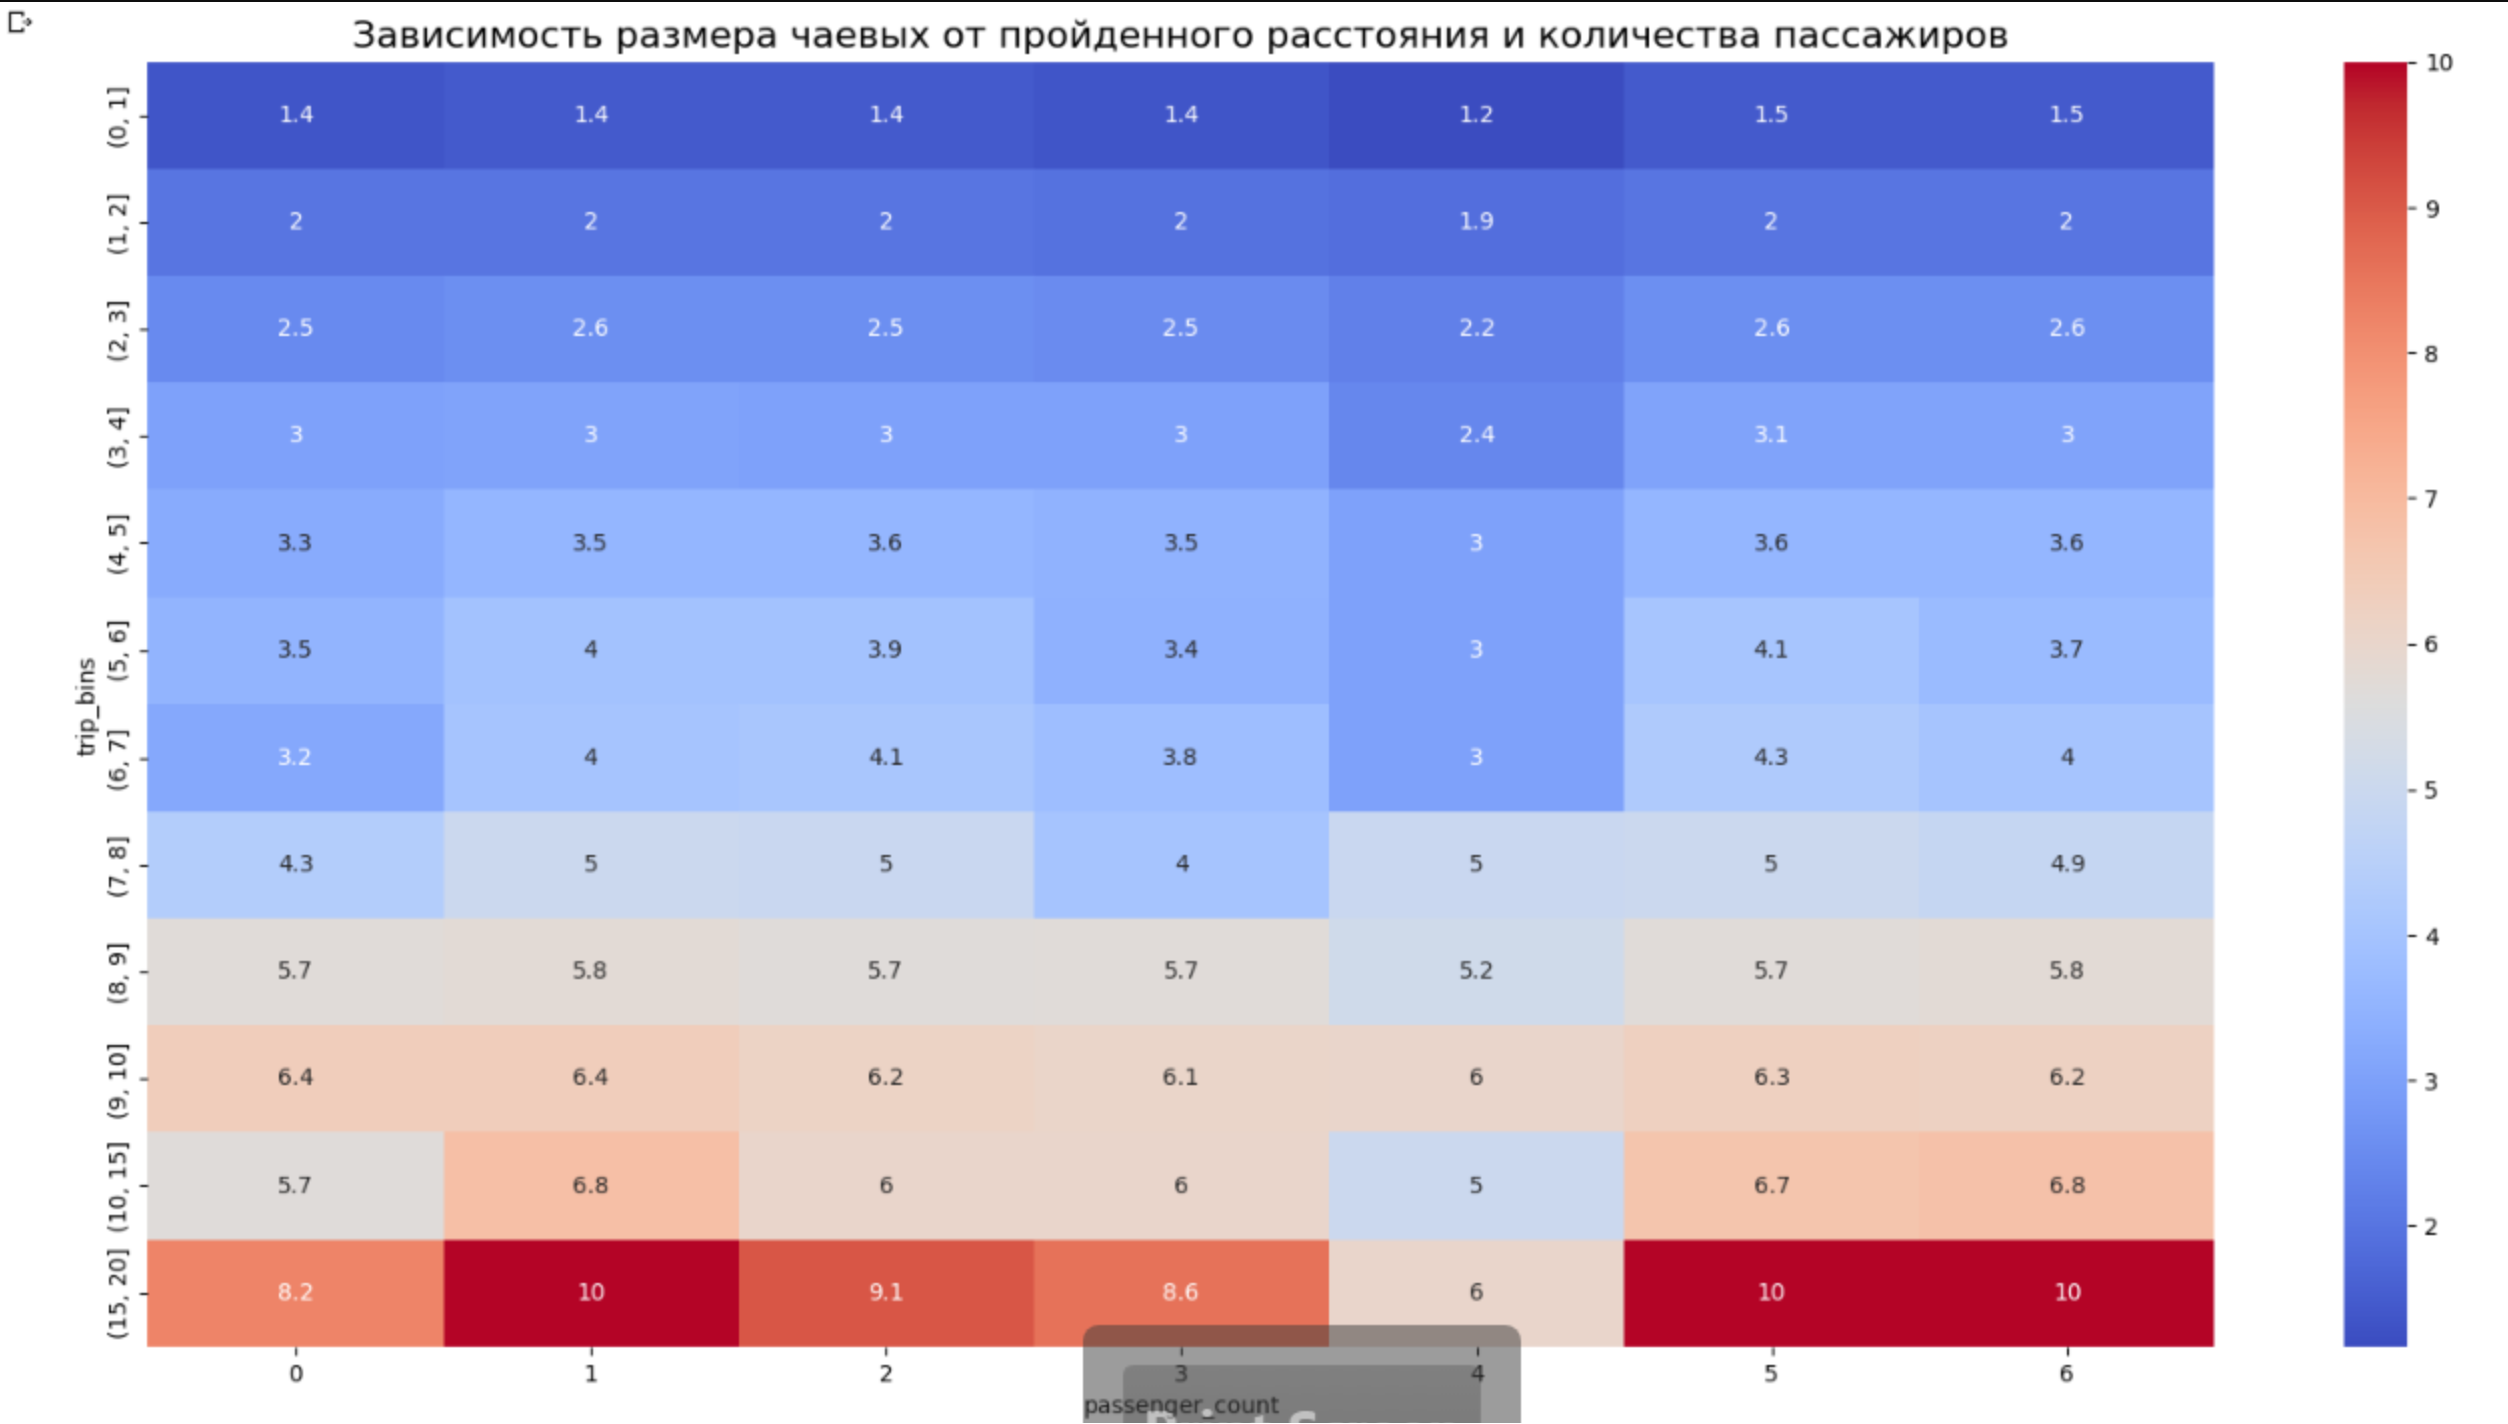 Зависимость размера чаевых от пройденного расстояния и количества пассажиров
(0, 1] 1.4 1.4 1.4 1.4 1.2 1.5 1.5
(1, 2] 2 2 2 2 1.9 2 2
(2, 3] 2.5 2.6 2.5 2.5 2.2 2.6 2.6
(3, 4] 3 3 3 3 2.4 3.1 3
(4, 5] 3.3 3.5 3.6 3.5 3 3.6 3.6
(5, 6] 3.5 4 3.9 3.4 3 4.1 3.7
(6, 7] 3.2 4 4.1 3.8 3 4.3 4
(7, 8] 4.3 5 5 4 5 5 4.9
(8, 9] 5.7 5.8 5.7 5.7 5.2 5.7 5.8
(9, 10] 6.4 6.4 6.2 6.1 6 6.3 6.2
(10, 15] 5.7 6.8 6 6 5 6.7 6.8
(15, 20] 8.2 10 9.1 8.6 6 10 10
trip_bins
0 1 2 3 4 5 6
passenger_count
10
9
8
7
6
5
4
3
2